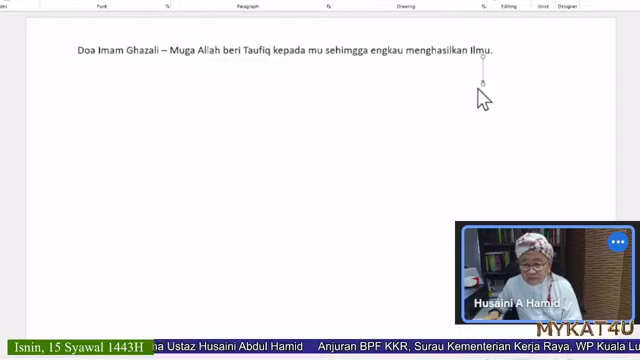 Font
Paragraph
Drawing
Editing
Voice
Designer
Doa Imam Ghazali – Muga Allah beri Taufiq kepada mu sehimgga engkau menghasilkan Ilmu.
Husaini A Hamid
MYKAT4U
Isnin, 15 Syawal 1443H
Ustaz Husaini Abdul Hamid Anjuran BPF KKR, Surau Kementerian Kerja Raya, WP Kuala Lu